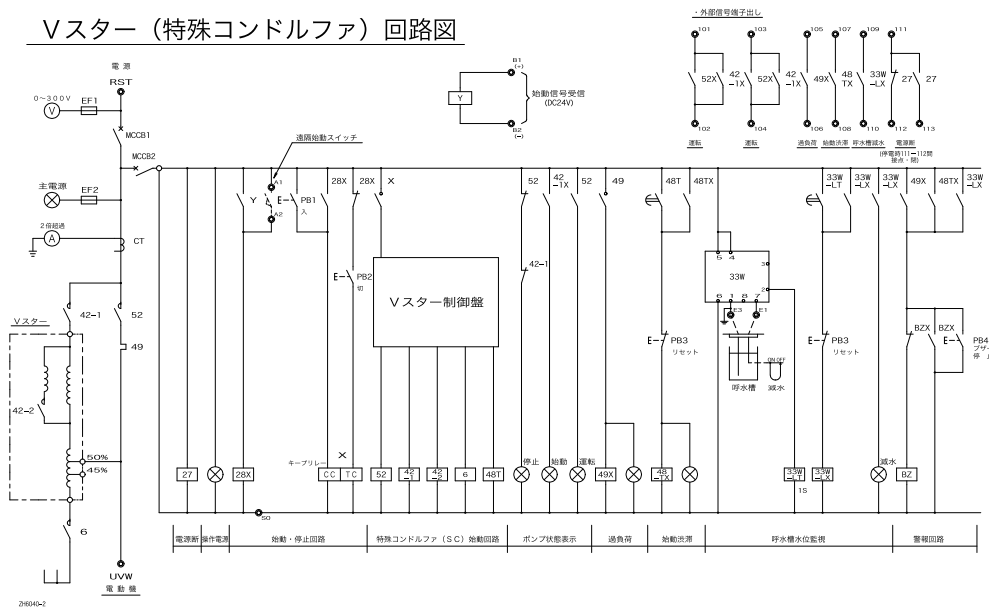 Vスター（特殊コンドルファ）回路図
・外部信号端子出し
101
103
105
107
109
111
52X
42-1X
52X
42-1X
49X
48TX
33W-LX
27
27
102
104
106
108
110
112
113
運転
運転
過負荷
始動渋滞
呼水槽減水
電源断
(停電時111−112間
接点・閉)
電 源
RST
0〜300V
V
EF1
MCCB1
MCCB2
主電源
EF2
2倍超過
A
CT
Y
B1
(+)
B2
(−)
始動信号受信
(DC24V)
遠隔始動スイッチ
Y
A1
A2
E
PB1
入
28X
28X
X
E
PB2
切
Vスター制御盤
52
42-1X
52
49
42-1
48T
48TX
E
PB3
リセット
5
4
33W
3
2
6
1
8
7
E3
E1
ON OFF
呼水槽
減水
33W-LT
33W-LX
33W-LX
E
PB3
リセット
49X
48TX
33W-LX
BZX
BZX
E
PB4
ブザー
停
Vスター
42-1
52
49
42-2
50%
45%
6
UVW
電 動 機
キープリレー
X
27
28X
CC
TC
52
42-1
42-2
6
48T
停止
始動
運転
49X
48-TX
33W-LT
1S
33W-LX
減水
BZ
S0
電源断
操作電源
始動・停止回路
特殊コンドルファ（SC）始動回路
ポンプ状態表示
過負荷
始動渋滞
呼水槽水位監視
警報回路
ZH6040-2